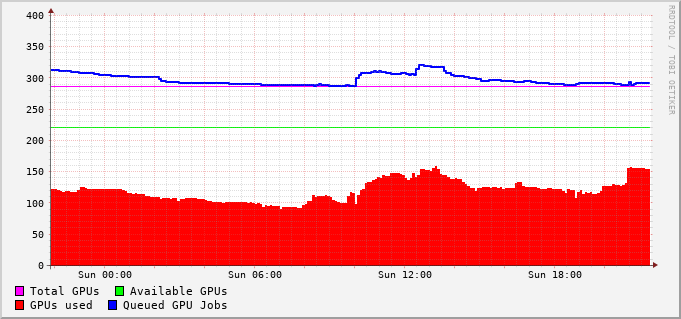 400
350
300
250
200
150
100
50
0
Sun 00:00 Sun 06:00 Sun 12:00 Sun 18:00
Total GPUs Available GPUs
GPUs used Queued GPU Jobs
RRDTOOL / TOBI OETIKER